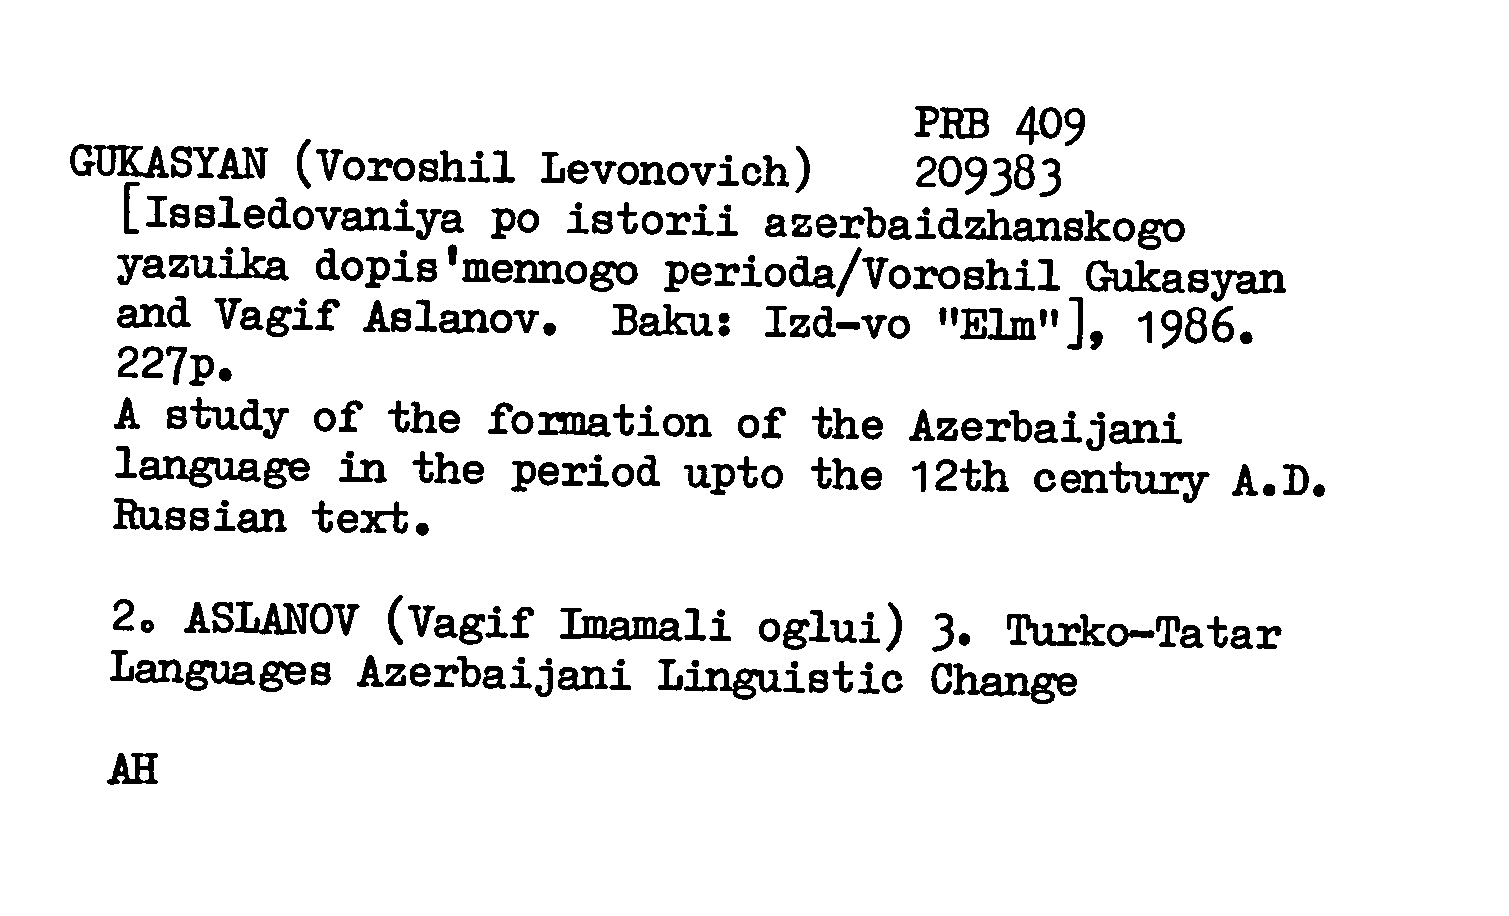 PRB 409
GUKASYAN (Voroshil Levonovich) 209383
[Issledovaniya po istorii azerbaidzhanskogo
yazuika dopis'mennogo perioda/Voroshil Gukasyan
and Vagif Aslanov. Baku: Izd-vo "Elm"], 1986.
227p.
A study of the formation of the Azerbaijani
language in the period upto the 12th century A.D.
Russian text.
2. ASLANOV (Vagif Imamali oglui) 3. Turko-Tatar
Languages Azerbaijani Linguistic Change
AH